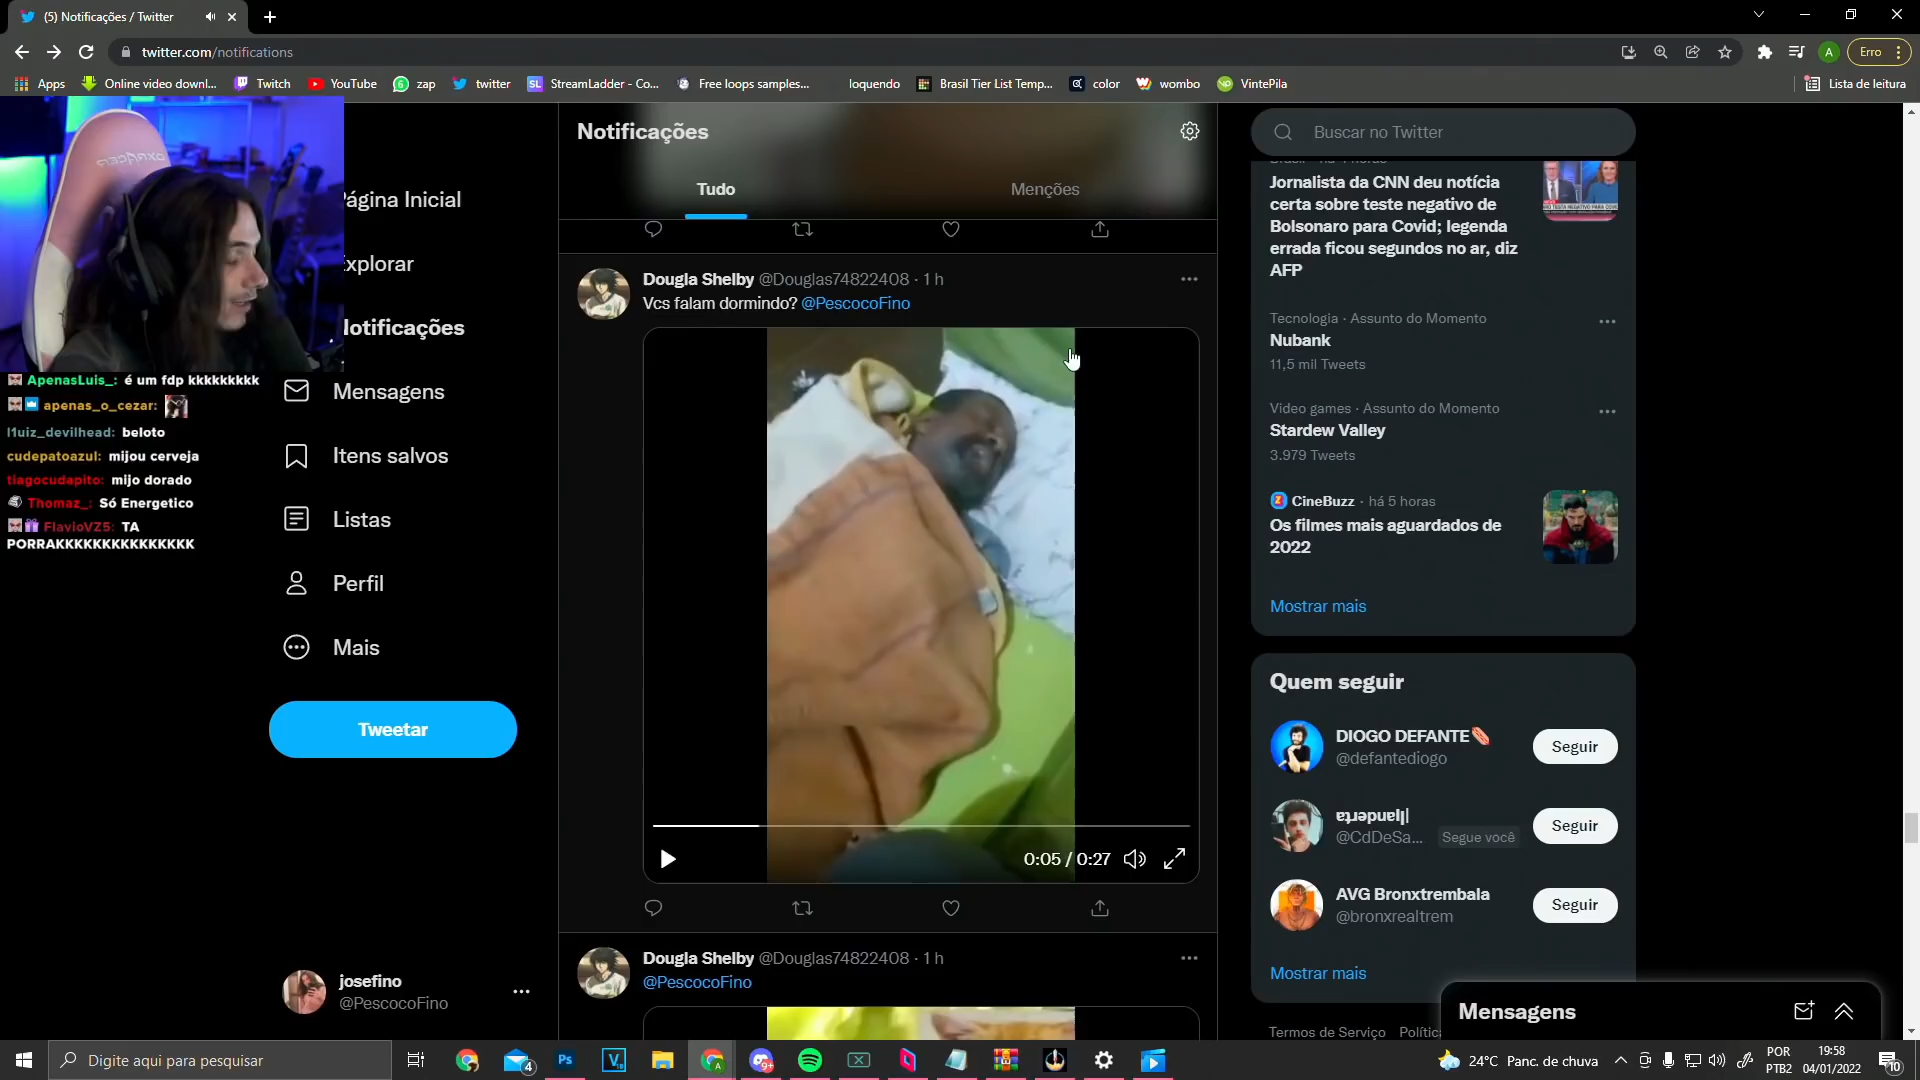 (5) Notificações / Twitter
twitter.com/notifications
Erro
Apps
Online video downl...
Twitch
YouTube
zap
twitter
StreamLadder - Co...
Free loops samples...
loquendo
Brasil Tier List Temp...
color
wombo
VintePila
Lista de leitura
Página Inicial
Explorar
Notificações
Mensagens
Itens salvos
Listas
Perfil
Mais
Tweetar
josefino
@PescocoFino
ApenasLuis_: é um fdp kkkkkkkkk
apenas_o_cezar:
l1uiz_devilhead: beloto
cudepatoazul: mijou cerveja
tiagocudapito: mijo dorado
Thomaz_: Só Energetico
FlavioVZ5: TA
PORRAKKKKKKKKKKKKKKK
Notificações
Tudo
Menções
Dougla Shelby @Douglas74822408 · 1 h
Vcs falam dormindo? @PescocoFino
0:05 / 0:27
Dougla Shelby @Douglas74822408 · 1 h
@PescocoFino
Buscar no Twitter
Jornalista da CNN deu notícia
certa sobre teste negativo de
Bolsonaro para Covid; legenda
errada ficou segundos no ar, diz
AFP
Tecnologia · Assunto do Momento
Nubank
11,5 mil Tweets
Video games · Assunto do Momento
Stardew Valley
3.979 Tweets
CineBuzz · há 5 horas
Os filmes mais aguardados de
2022
Mostrar mais
Quem seguir
DIOGO DEFANTE
@defantediogo
Seguir
@CdDeSa...
Segue você
Seguir
AVG Bronxtrembala
@bronxrealtrem
Seguir
Mostrar mais
Termos de Serviço
Mensagens
Digite aqui para pesquisar
4
9+
24°C Panc. de chuva
POR
PTB2
19:58
04/01/2022
10